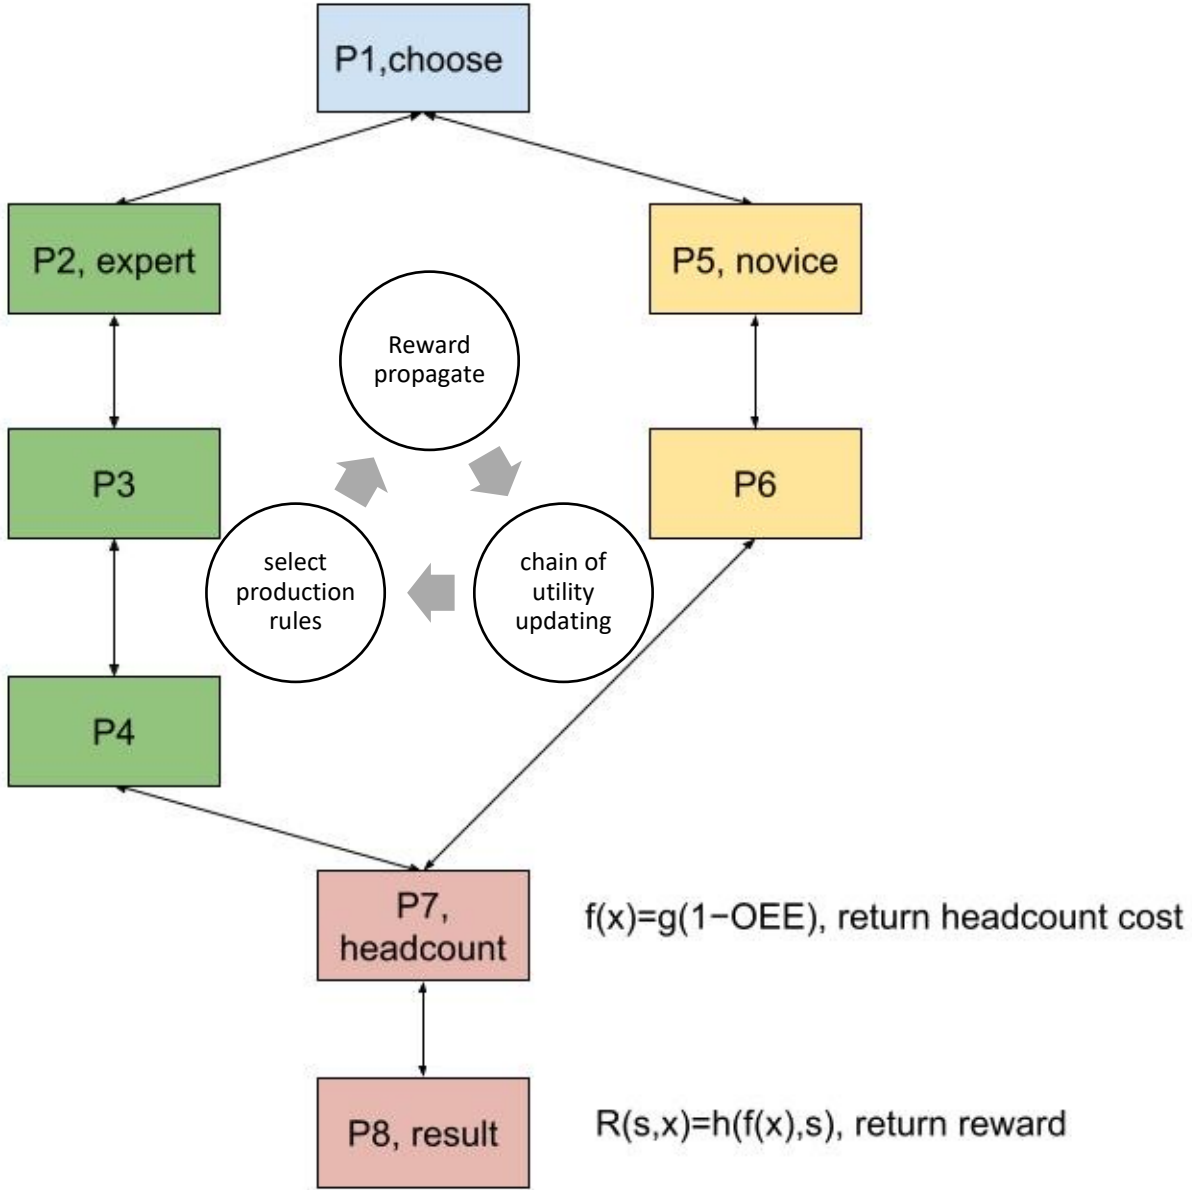 P1,choose
P2, expert
P5, novice
Reward
propagate
P3
P6
select
production
rules
chain of
utility
updating
P4
P7,
headcount
f(x)=g(1−OEE), return headcount cost
P8, result
R(s,x)=h(f(x),s), return reward